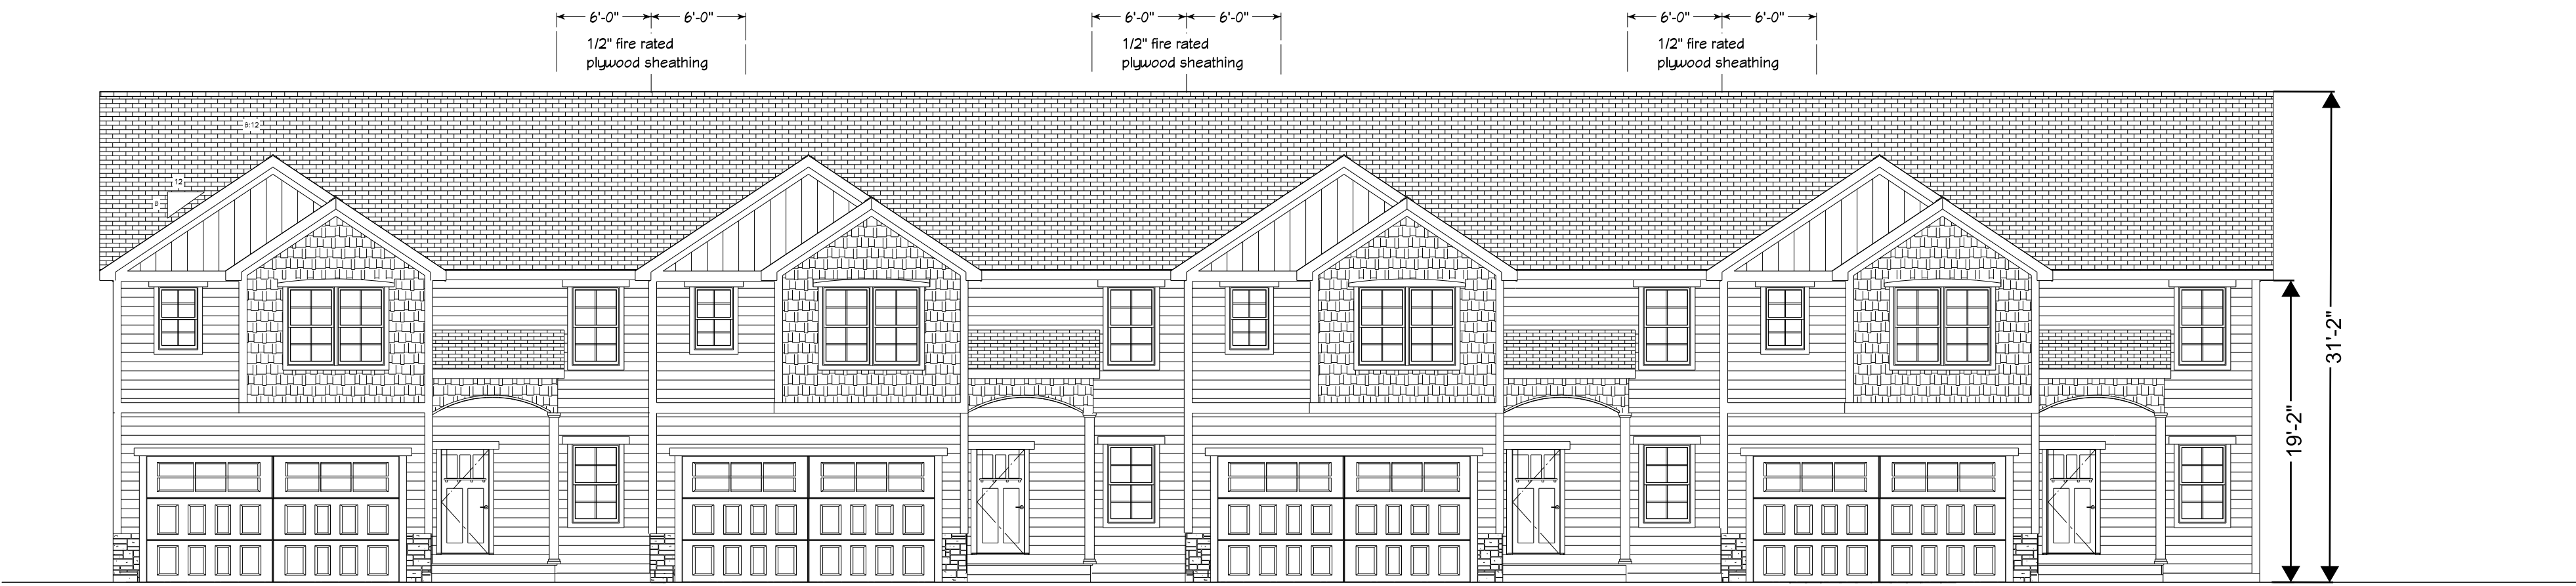 6'-0" 6'-0" 6'-0" 6'-0" 6'-0" 6'-0"
1/2" fire rated
plywood sheathing
1/2" fire rated
plywood sheathing
1/2" fire rated
plywood sheathing
8:12
12
8
31'-2"
19'-2"